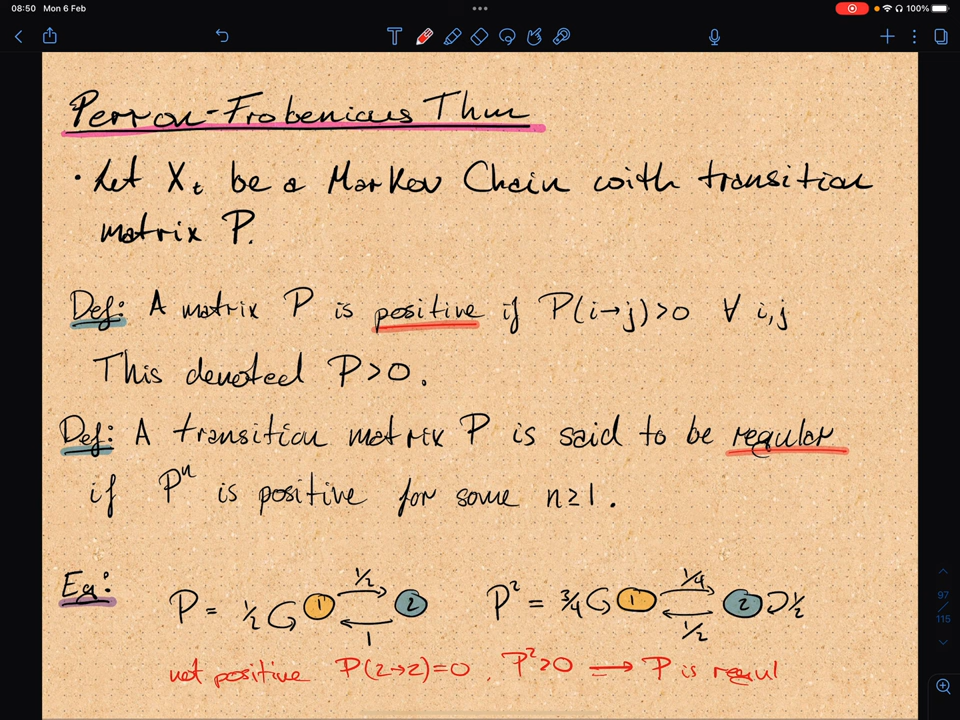 08:50 Mon 6 Feb
100%
Perron-Frobenious Thm
• Let Xt be a Markov Chain with transition
matrix P.
Def: A matrix P is positive if P(i→j)>0 ∀ i,j
This denoted P>0.
Def: A transition matrix P is said to be regular
if Pⁿ is positive for some n≥1.
Eg: P = 1/2 1 1/2 2 1 P² = 3/4 1 1/4 2 1/2 1/2
not positive P(2→2)=0, P²>0 → P is regul
97
115